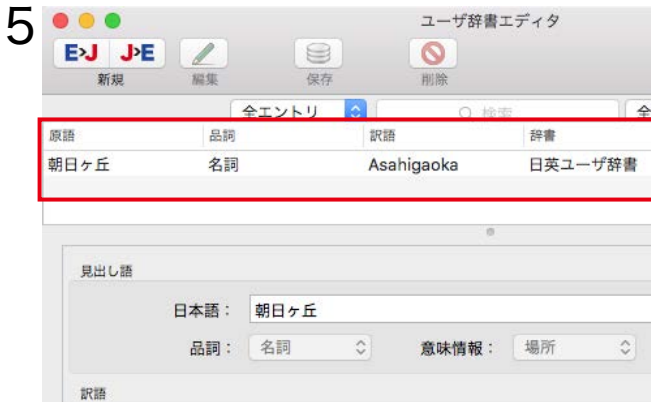 5
ユーザ辞書エディタ
E>J J>E
新規 編集 保存 削除
全エントリ 検索 全
原語 品詞 訳語 辞書
朝日ヶ丘 名詞 Asahigaoka 日英ユーザ辞書
見出し語
日本語： 朝日ヶ丘
品詞： 名詞 意味情報： 場所
訳語